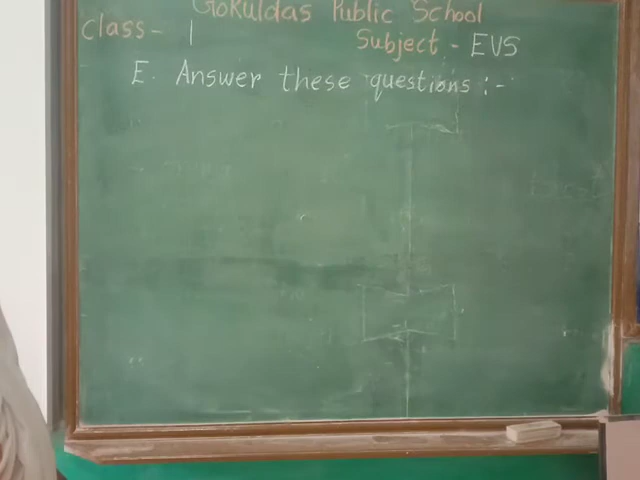 Gokuldas Public School
Class- 1
Subject - EVS
E. Answer these questions :-